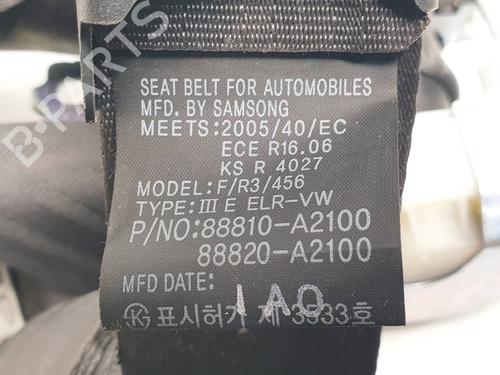 SEAT BELT FOR AUTOMOBILES
MFD. BY SAMSONG
MEETS:2005/40/EC
ECE R16.06
KS R 4027
MODEL: F/R3/456
TYPE: III E ELR-VW
P/NO:88810-A2100
88820-A2100
MFD DATE:
1AO
표시허가 제 3533호